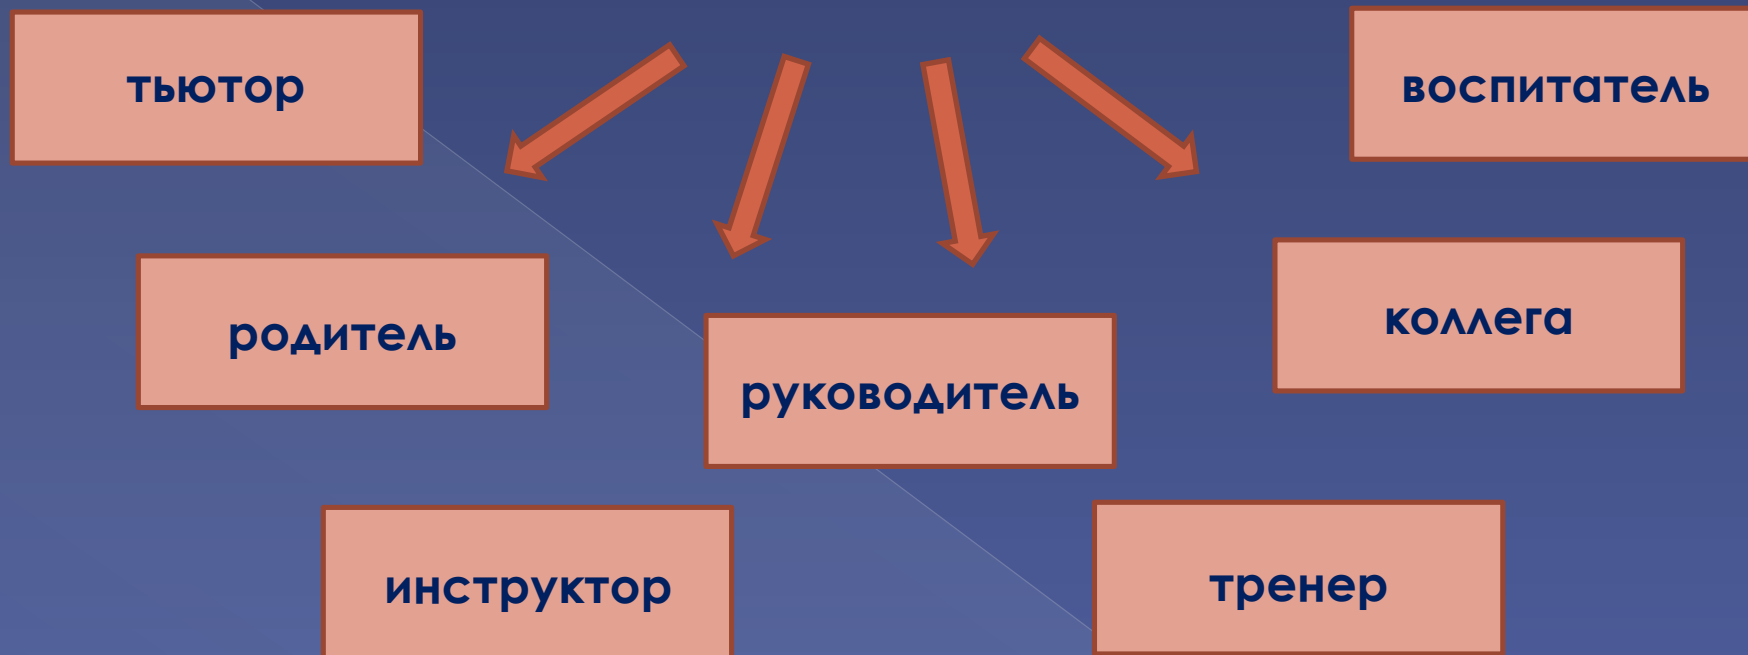 тьютор
воспитатель
родитель
коллега
руководитель
инструктор
тренер